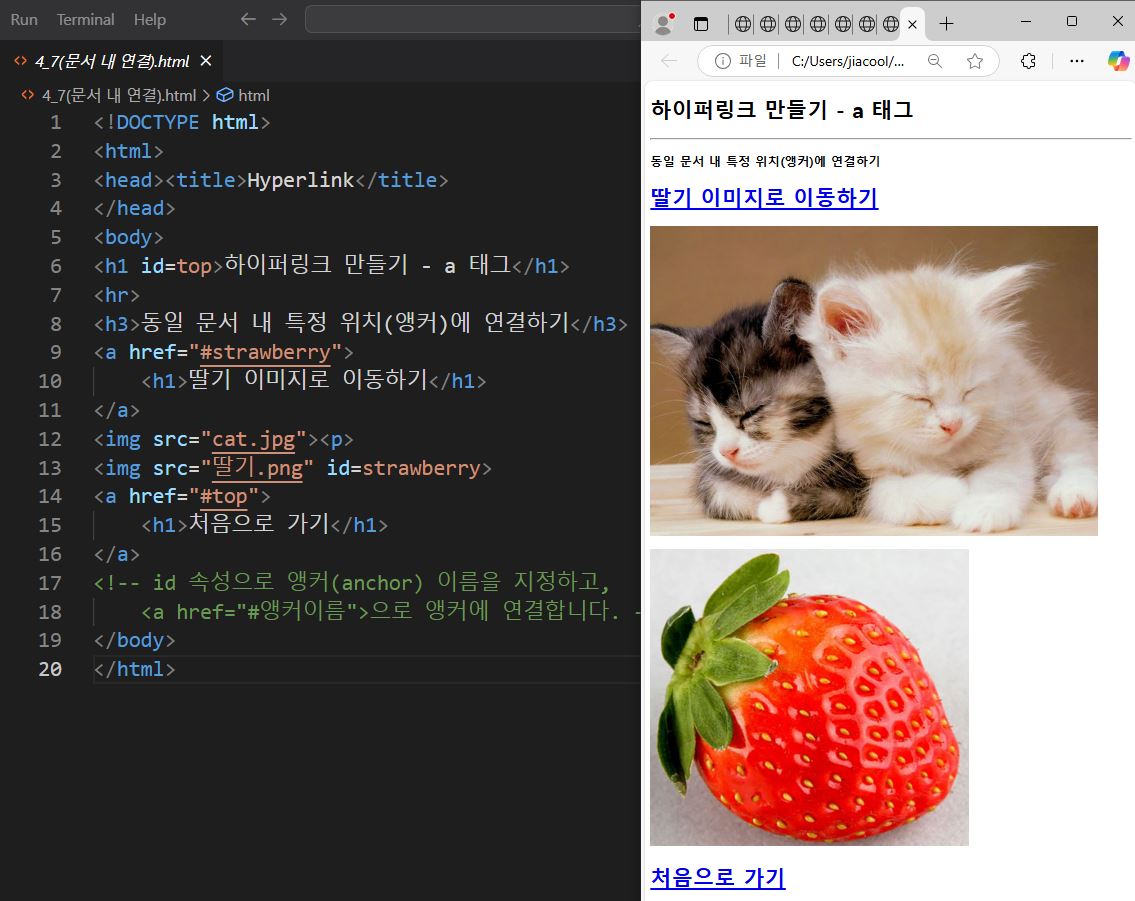 Run Terminal Help
4_7(문서 내 연결).html
4_7(문서 내 연결).html > html
1 <!DOCTYPE html>
2 <html>
3 <head><title>Hyperlink</title>
4 </head>
5 <body>
6 <h1 id=top>하이퍼링크 만들기 - a 태그</h1>
7 <hr>
8 <h3>동일 문서 내 특정 위치(앵커)에 연결하기</h3>
9 <a href="#strawberry">
10 <h1>딸기 이미지로 이동하기</h1>
11 </a>
12 <img src="cat.jpg"><p>
13 <img src="딸기.png" id=strawberry>
14 <a href="#top">
15 <h1>처음으로 가기</h1>
16 </a>
17 <!-- id 속성으로 앵커(anchor) 이름을 지정하고,
18 <a href="#앵커이름">으로 앵커에 연결합니다. -
19 </body>
20 </html>
파일 C:/Users/jiacool/...
하이퍼링크 만들기 - a 태그
동일 문서 내 특정 위치(앵커)에 연결하기
딸기 이미지로 이동하기
처음으로 가기